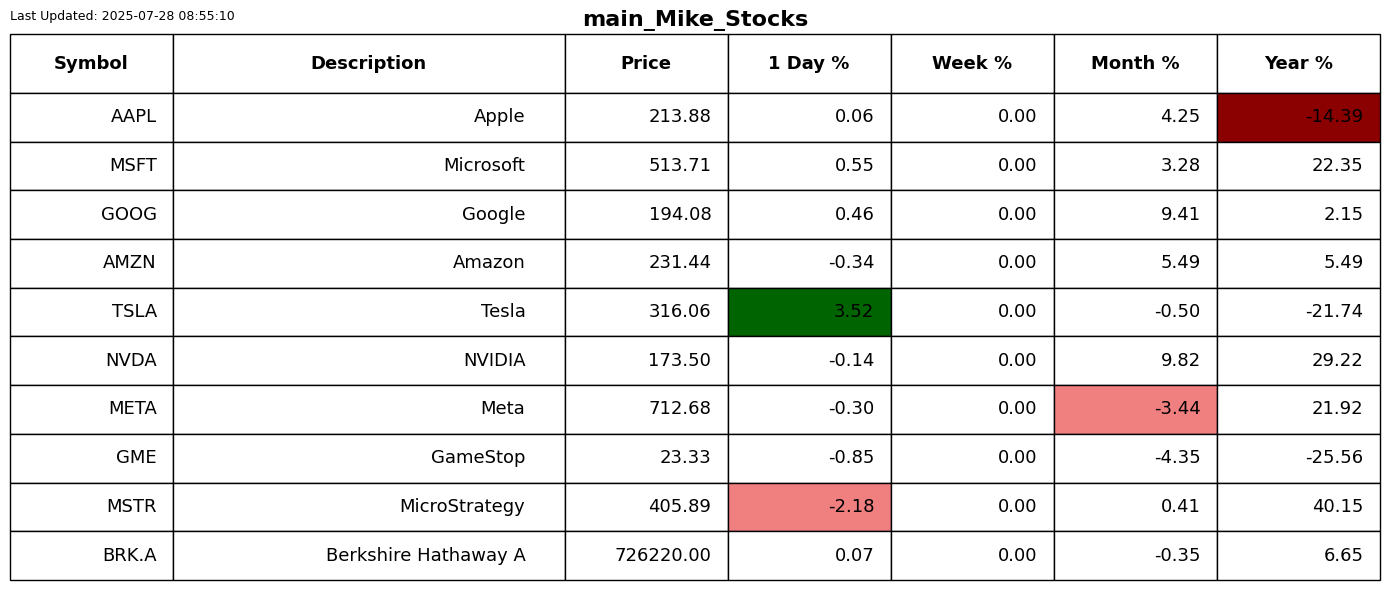 Last Updated: 2025-07-28 08:55:10
main_Mike_Stocks
Symbol Description Price 1 Day % Week % Month % Year %
AAPL Apple 213.88 0.06 0.00 4.25 -14.39
MSFT Microsoft 513.71 0.55 0.00 3.28 22.35
GOOG Google 194.08 0.46 0.00 9.41 2.15
AMZN Amazon 231.44 -0.34 0.00 5.49 5.49
TSLA Tesla 316.06 3.52 0.00 -0.50 -21.74
NVDA NVIDIA 173.50 -0.14 0.00 9.82 29.22
META Meta 712.68 -0.30 0.00 -3.44 21.92
GME GameStop 23.33 -0.85 0.00 -4.35 -25.56
MSTR MicroStrategy 405.89 -2.18 0.00 0.41 40.15
BRK.A Berkshire Hathaway A 726220.00 0.07 0.00 -0.35 6.65